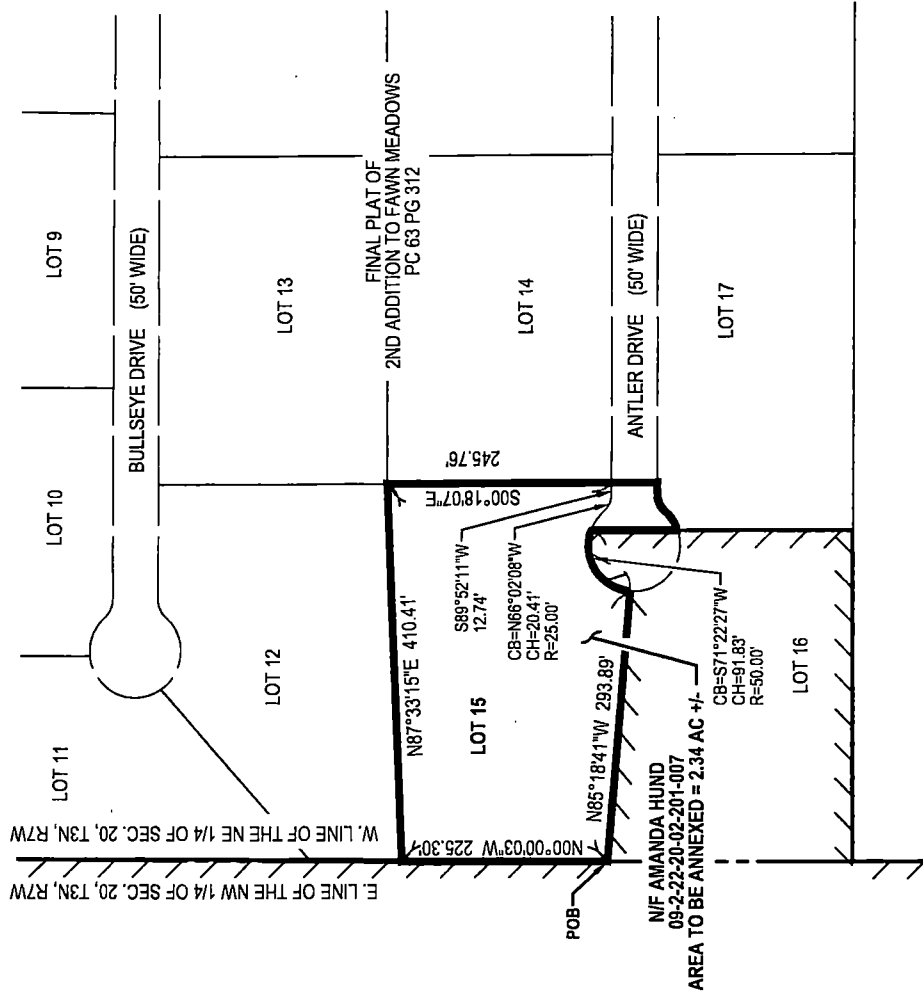 LOT 9
LOT 10
LOT 11
BULLSEYE DRIVE (50' WIDE)
LOT 12
LOT 13
FINAL PLAT OF
2ND ADDITION TO FAWN MEADOWS
PC 63 PG 312
E. LINE OF THE NW 1/4 OF SEC. 20, T3N, R7W
W. LINE OF THE NE 1/4 OF SEC. 20, T3N, R7W
N87°33'15"E 410.41'
S00°18'07"E
245.76'
LOT 14
LOT 15
S89°52'11"W
12.74'
CB=N66°02'08"W
CH=20.41'
R=25.00'
ANTLER DRIVE (50' WIDE)
N00°00'03"W 225.30'
N85°18'41"W 293.89'
LOT 17
CB=S71°22'27"W
CH=91.83'
R=50.00'
LOT 16
POB
N/F AMANDA HUND
09-2-22-20-02-201-007
AREA TO BE ANNEXED = 2.34 AC +/-